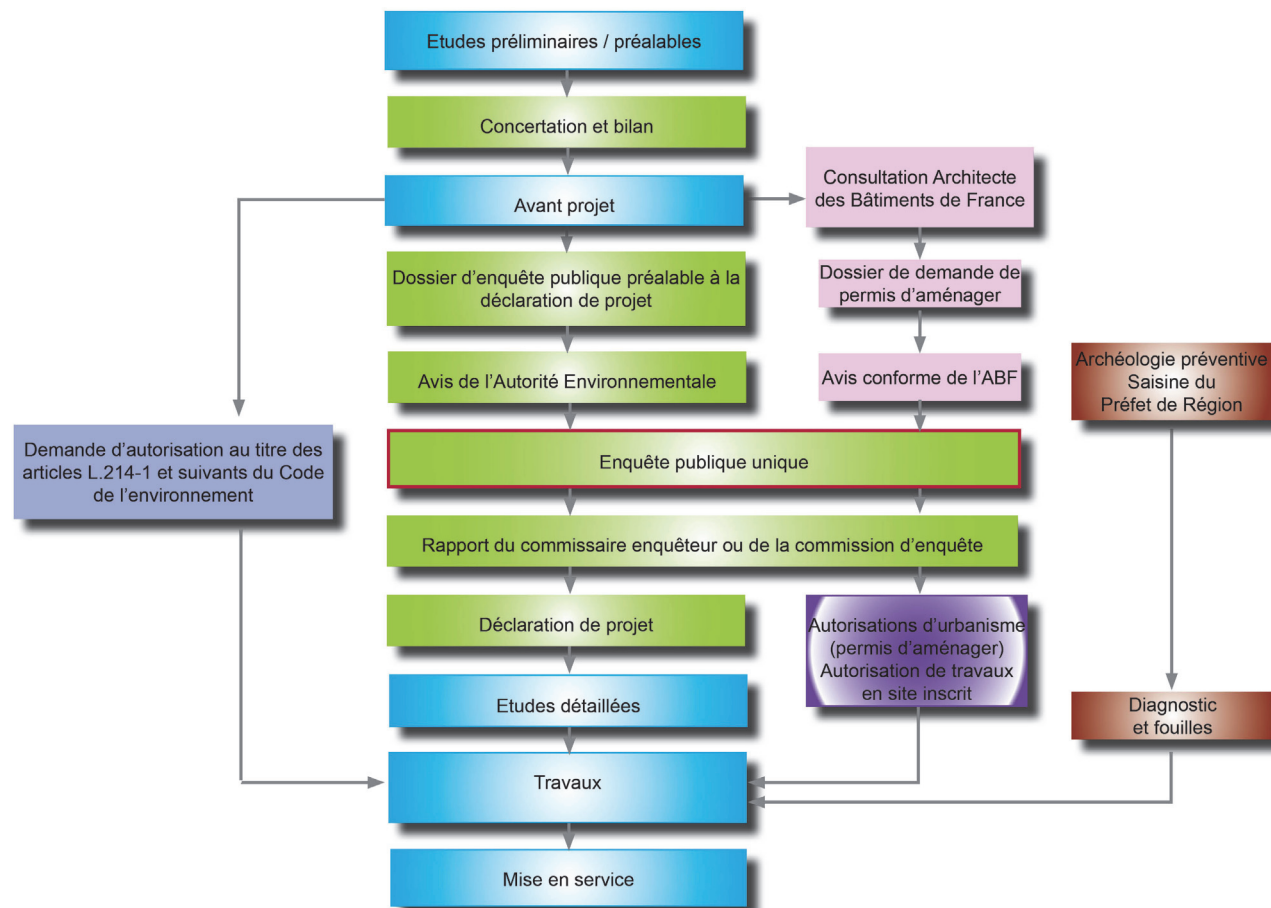 Etudes préliminaires / préalables
Concertation et bilan
Avant projet
Consultation Architecte
des Bâtiments de France
Dossier d’enquête publique préalable à la
déclaration de projet
Dossier de demande de
permis d’aménager
Avis de l’Autorité Environnementale
Avis conforme de l’ABF
Archéologie préventive
Saisine du
Préfet de Région
Demande d’autorisation au titre des
articles L.214-1 et suivants du Code
de l’environnement
Enquête publique unique
Rapport du commissaire enquêteur ou de la commission d’enquête
Déclaration de projet
Autorisations d’urbanisme
(permis d’aménager)
Autorisation de travaux
en site inscrit
Etudes détaillées
Diagnostic
et fouilles
Travaux
Mise en service